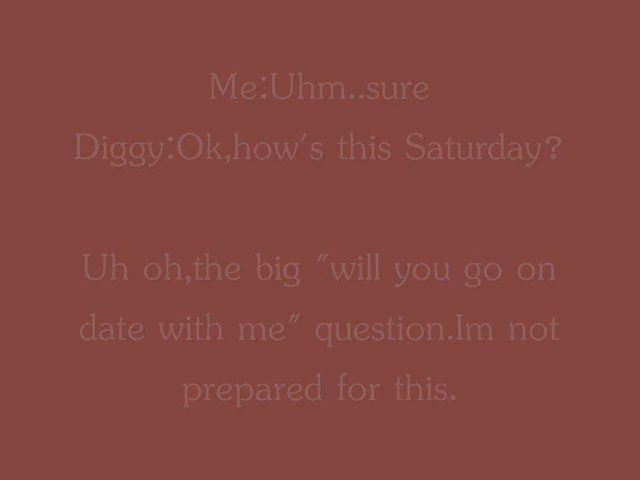 Me:Uhm..sure
Diggy:Ok,how's this Saturday?
Uh oh,the big "will you go on
date with me" question.Im not
prepared for this.